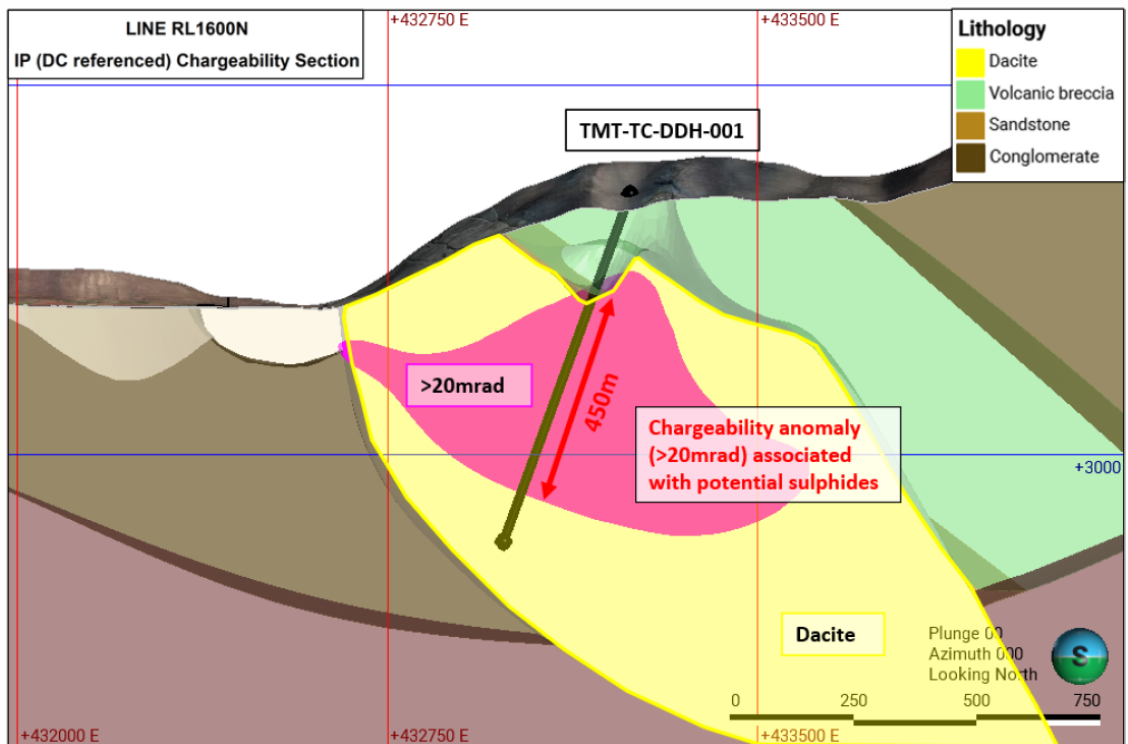 LINE RL1600N
IP (DC referenced) Chargeability Section
+432750 E
+433500 E
Lithology
Dacite
Volcanic breccia
Sandstone
Conglomerate
TMT-TC-DDH-001
>20mrad
450m
Chargeability anomaly
(>20mrad) associated
with potential sulphides
+3000
Dacite
Plunge 00
Azimuth 000
Looking North
S
0
250
500
750
+432000 E
+432750 E
+433500 E